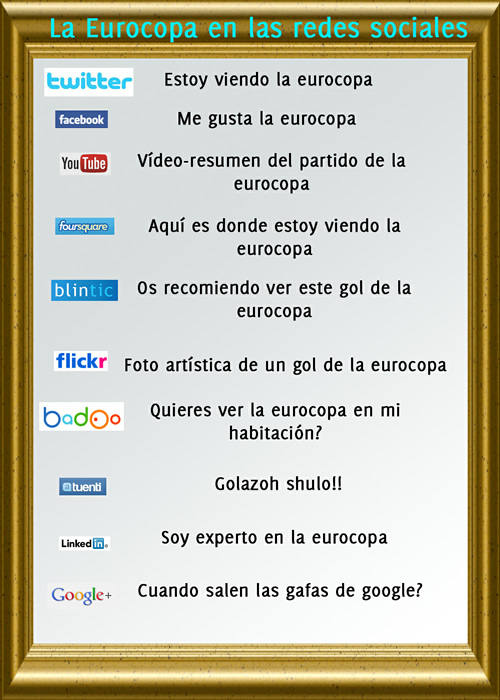 La Eurocopa en las redes sociales
twitter Estoy viendo la eurocopa
facebook Me gusta la eurocopa
YouTube Vídeo-resumen del partido de la
eurocopa
foursquare Aquí es donde estoy viendo la
eurocopa
blintic Os recomiendo ver este gol de la
eurocopa
flickr Foto artística de un gol de la eurocopa
badoo Quieres ver la eurocopa en mi
habitación?
tuenti Golazoh shulo!!
Linked in Soy experto en la eurocopa
Google+ Cuando salen las gafas de google?